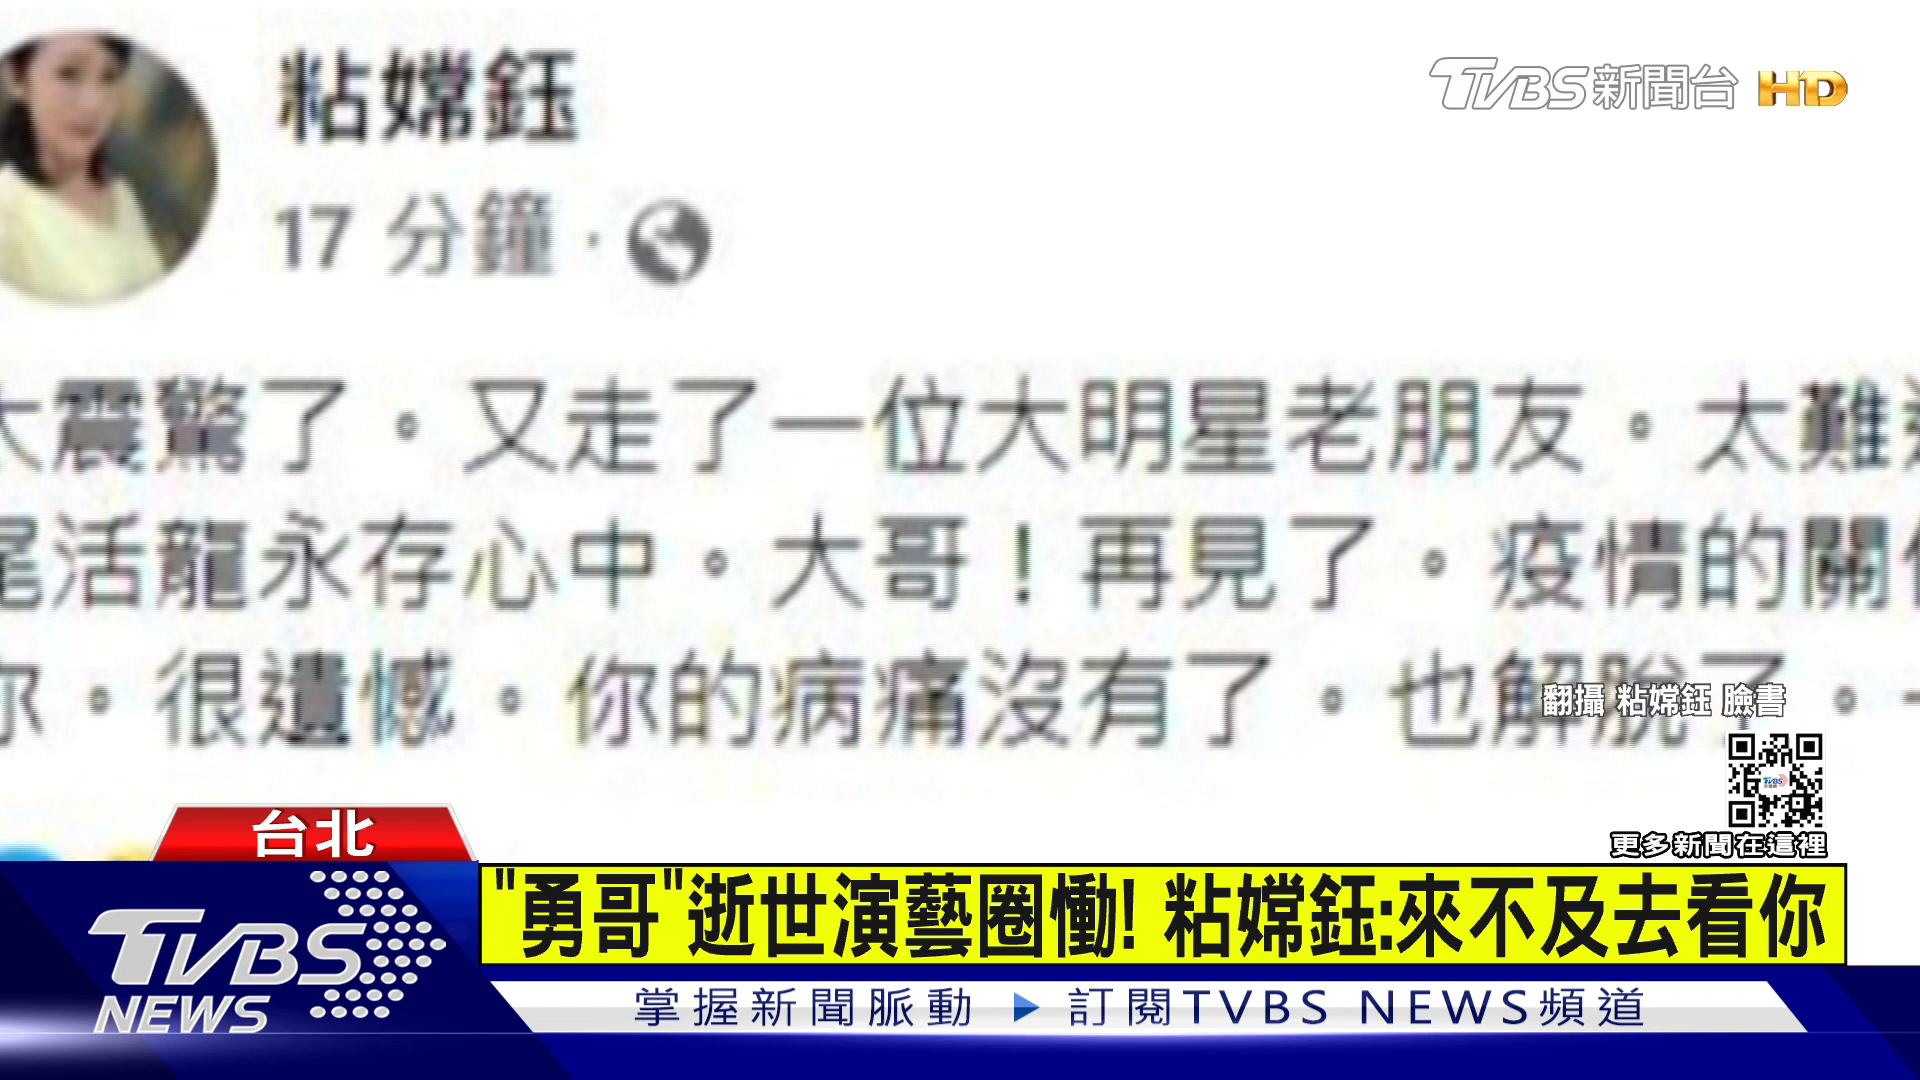 粘嫦鈺
TVBS新聞台 HD
17 分鐘 ·
震驚了。又走了一位大明星老朋友。太難
尾活龍永存心中。大哥！再見了。疫情的關
。很遺憾。你的病痛沒有了。也解脫了。
翻攝 粘嫦鈺 臉書
更多新聞在這裡
台北
"勇哥"逝世演藝圈慟! 粘嫦鈺:來不及去看你
TVBS NEWS
掌握新聞脈動 ▶ 訂閱TVBS NEWS頻道